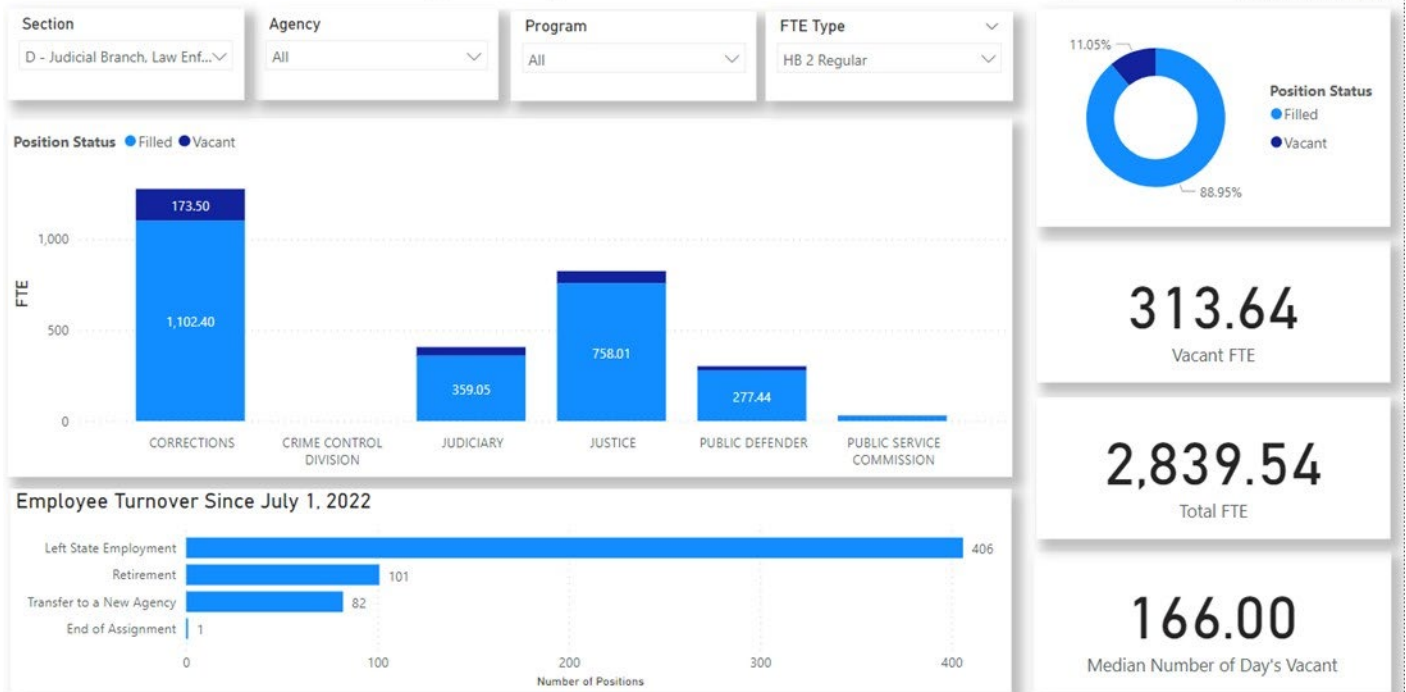 Section
D - Judicial Branch, Law Enf...
Agency
All
Program
All
FTE Type
HB 2 Regular
Position Status Filled Vacant
FTE
1,000
500
0
173.50
1,102.40
359.05
758.01
277.44
CORRECTIONS
CRIME CONTROL
DIVISION
JUDICIARY
JUSTICE
PUBLIC DEFENDER
PUBLIC SERVICE
COMMISSION
11.05%
88.95%
Position Status
Filled
Vacant
313.64
Vacant FTE
2,839.54
Total FTE
166.00
Median Number of Day's Vacant
Employee Turnover Since July 1, 2022
Left State Employment 406
Retirement 101
Transfer to a New Agency 82
End of Assignment 1
0 100 200 300 400
Number of Positions